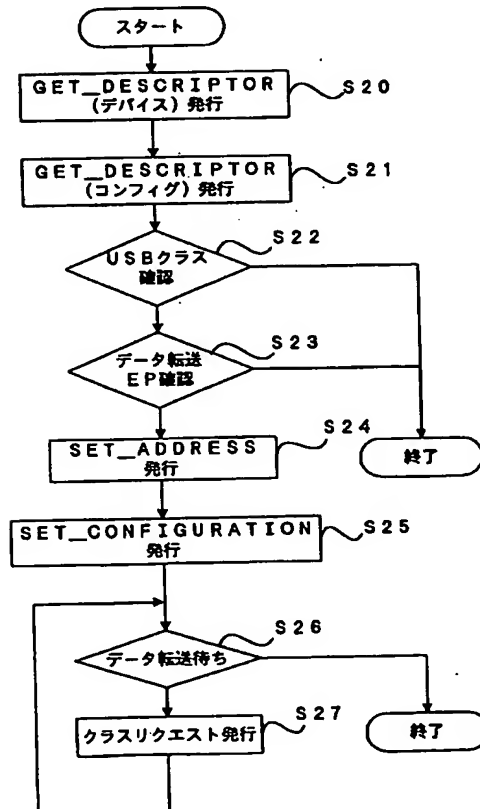 スタート
GET_DESCRIPTOR
(デバイス)発行
S20
GET_DESCRIPTOR
(コンフィグ)発行
S21
USBクラス
確認
S22
データ転送
EP確認
S23
SET_ADDRESS
発行
S24
終了
SET_CONFIGURATION
発行
S25
データ転送待ち
S26
クラスリクエスト発行
S27
終了